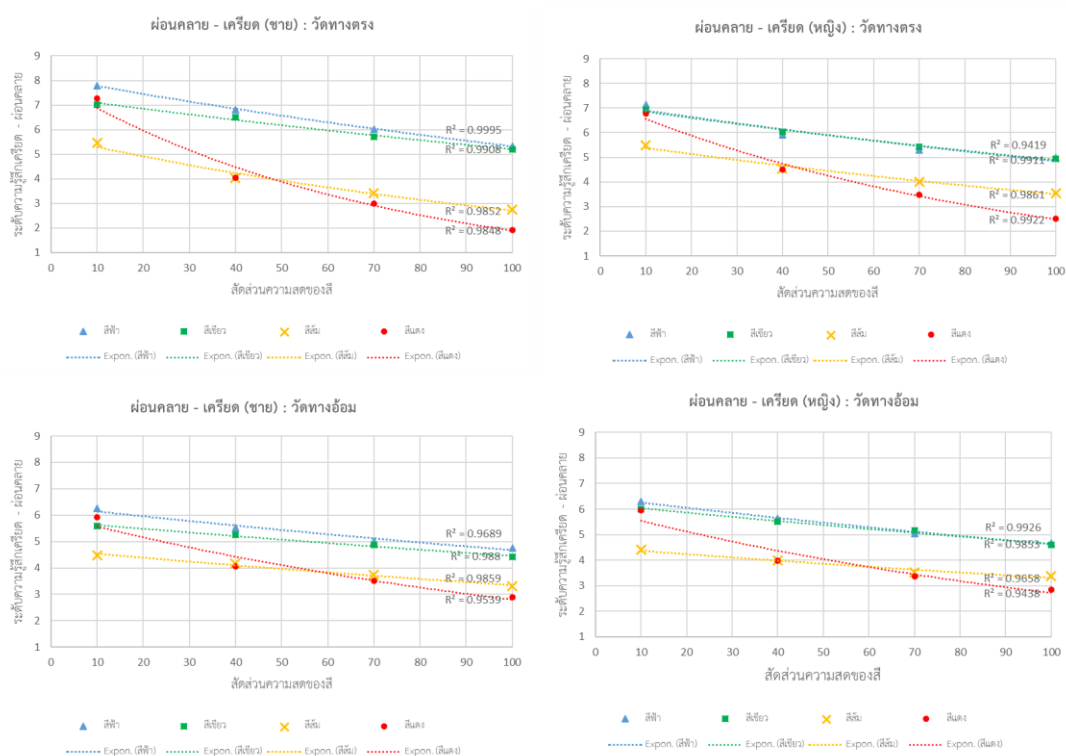 ผ่อนคลาย - เครียด (ชาย) : วัดทางตรง
ระดับความรู้สึกเครียด - ผ่อนคลาย
9
8
7
6
5
4
3
2
1
R² = 0.9995
R² = 0.9908
R² = 0.9852
R² = 0.9848
0 10 20 30 40 50 60 70 80 90 100
สัดส่วนความสดของสี
สีฟ้า สีเขียว สีส้ม สีแดง
Expon. (สีฟ้า) Expon. (สีเขียว) Expon. (สีส้ม) Expon. (สีแดง)
ผ่อนคลาย - เครียด (หญิง) : วัดทางตรง
ระดับความรู้สึกเครียด - ผ่อนคลาย
9
8
7
6
5
4
3
2
1
R² = 0.9419
R² = 0.9911
R² = 0.9861
R² = 0.9922
0 10 20 30 40 50 60 70 80 90 100
สัดส่วนความสดของสี
สีฟ้า สีเขียว สีส้ม สีแดง
Expon. (สีฟ้า) Expon. (สีเขียว) Expon. (สีส้ม) Expon. (สีแดง)
ผ่อนคลาย - เครียด (ชาย) : วัดทางอ้อม
ระดับความรู้สึกเครียด - ผ่อนคลาย
9
8
7
6
5
4
3
2
1
R² = 0.9689
R² = 0.988
R² = 0.9859
R² = 0.9539
0 10 20 30 40 50 60 70 80 90 100
สัดส่วนความสดของสี
สีฟ้า สีเขียว สีส้ม สีแดง
Expon. (สีฟ้า) Expon. (สีเขียว) Expon. (สีส้ม) Expon. (สีแดง)
ผ่อนคลาย - เครียด (หญิง) : วัดทางอ้อม
ระดับความรู้สึกเครียด - ผ่อนคลาย
9
8
7
6
5
4
3
2
1
R² = 0.9926
R² = 0.9853
R² = 0.9658
R² = 0.9438
0 10 20 30 40 50 60 70 80 90 100
สัดส่วนความสดของสี
สีฟ้า สีเขียว สีส้ม สีแดง
Expon. (สีฟ้า) Expon. (สีเขียว) Expon. (สีส้ม) Expon. (สีแดง)